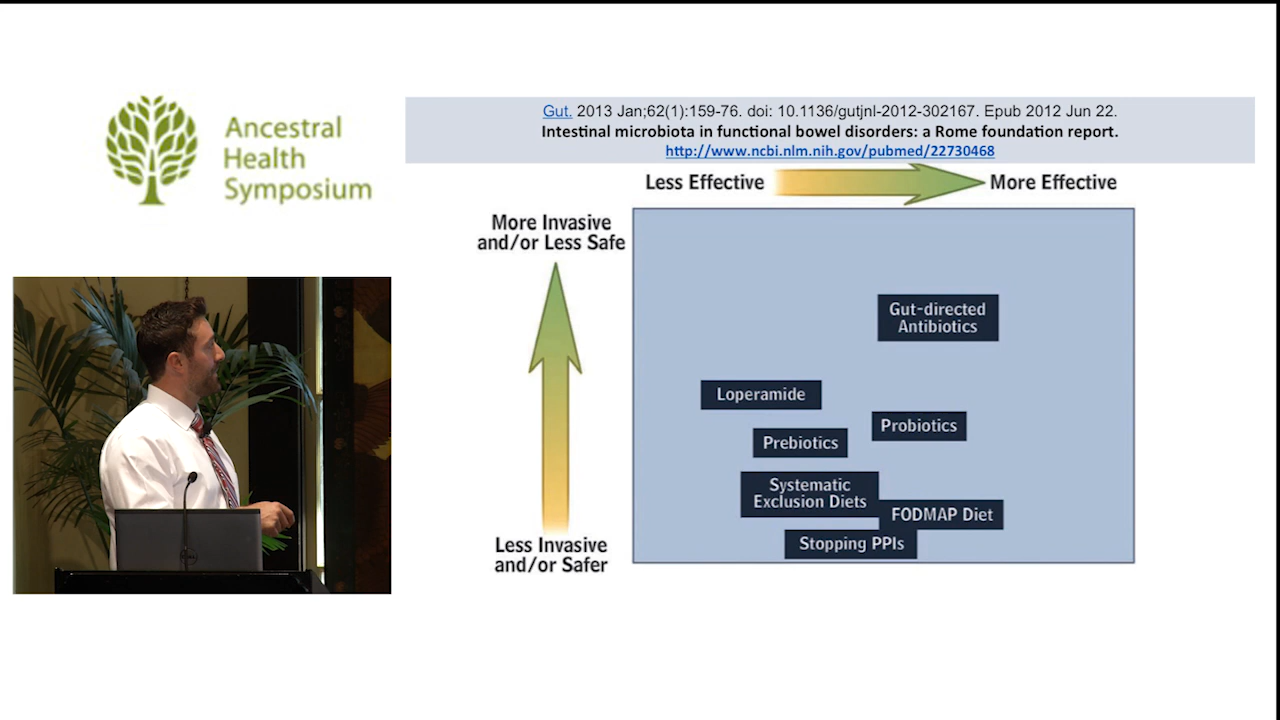 Ancestral
Health
Symposium
Gut. 2013 Jan;62(1):159-76. doi: 10.1136/gutjnl-2012-302167. Epub 2012 Jun 22.
Intestinal microbiota in functional bowel disorders: a Rome foundation report.
http://www.ncbi.nlm.nih.gov/pubmed/22730468
Less Effective
More Effective
More Invasive
and/or Less Safe
Gut-directed
Antibiotics
Loperamide
Probiotics
Prebiotics
Systematic
Exclusion Diets
FODMAP Diet
Stopping PPIs
Less Invasive
and/or Safer